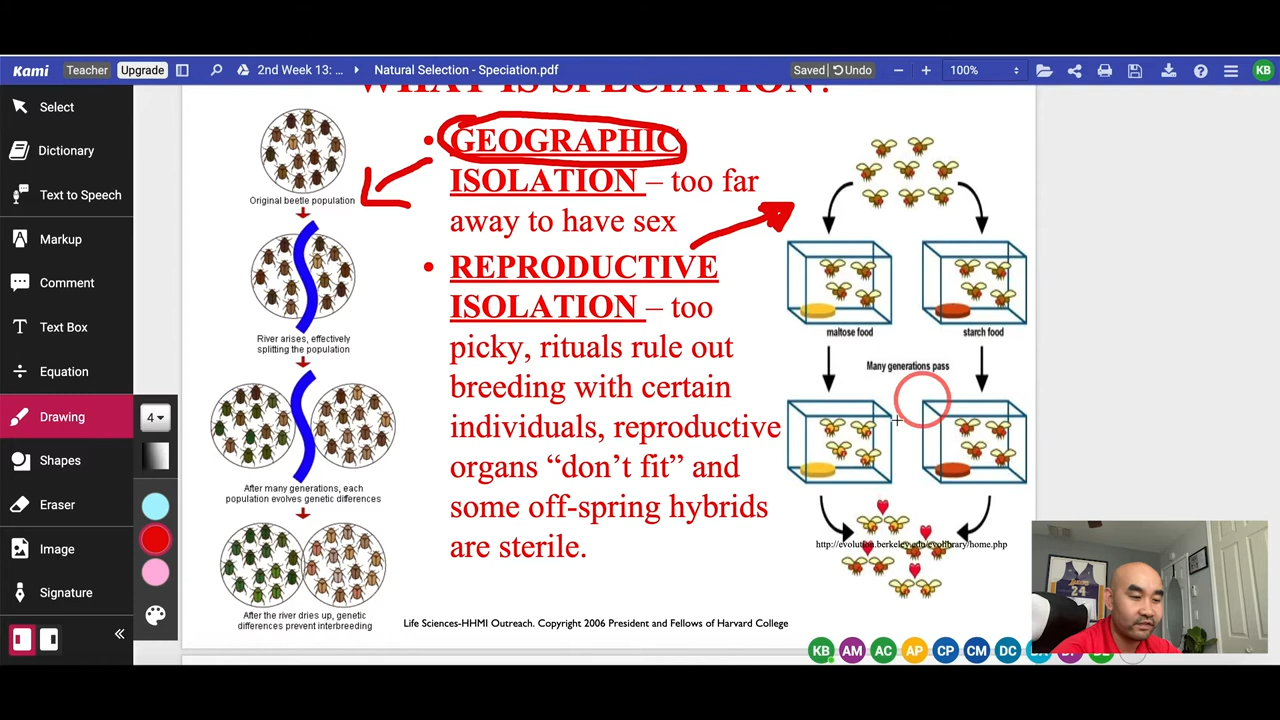 Kami
Teacher
Upgrade
2nd Week 13: ...
Natural Selection - Speciation.pdf
Saved
Undo
100%
KB
Select
Dictionary
Text to Speech
Markup
Comment
Text Box
Equation
Drawing
4
Shapes
Eraser
Image
Signature
WHAT IS SPECIATION?
Original beetle population
River arises, effectively
splitting the population
After many generations, each
population evolves genetic differences
After the river dries up, genetic
differences prevent interbreeding
• GEOGRAPHIC
ISOLATION – too far
away to have sex
• REPRODUCTIVE
ISOLATION – too
picky, rituals rule out
breeding with certain
individuals, reproductive
organs “don’t fit” and
some off-spring hybrids
are sterile.
maltose food
starch food
Many generations pass
http://evolution.berkeley.edu/evolibrary/home.php
Life Sciences-HHMI Outreach. Copyright 2006 President and Fellows of Harvard College
KB
AM
AC
AP
CP
CM
DC
24